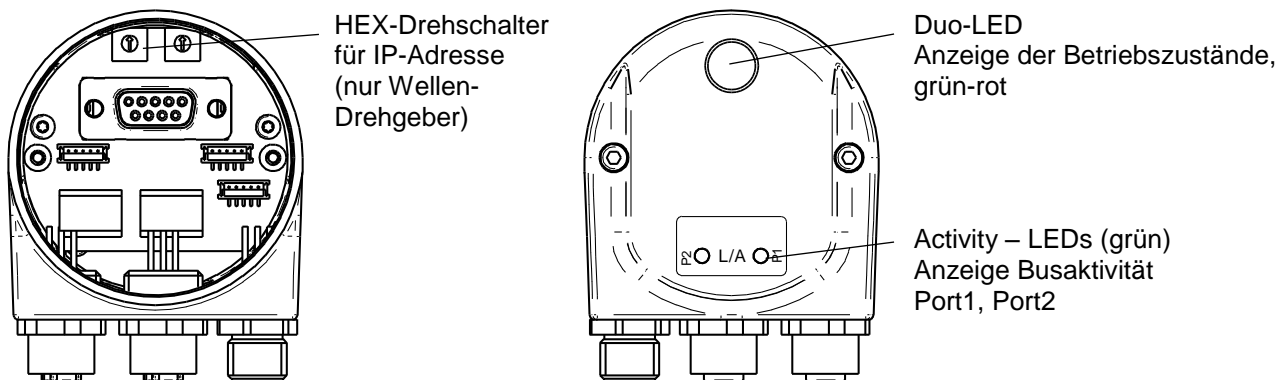 HEX-Drehschalter
für IP-Adresse
(nur Wellen-
Drehgeber)
Duo-LED
Anzeige der Betriebszustände,
grün-rot
P2 L/A P1
Activity – LEDs (grün)
Anzeige Busaktivität
Port1, Port2